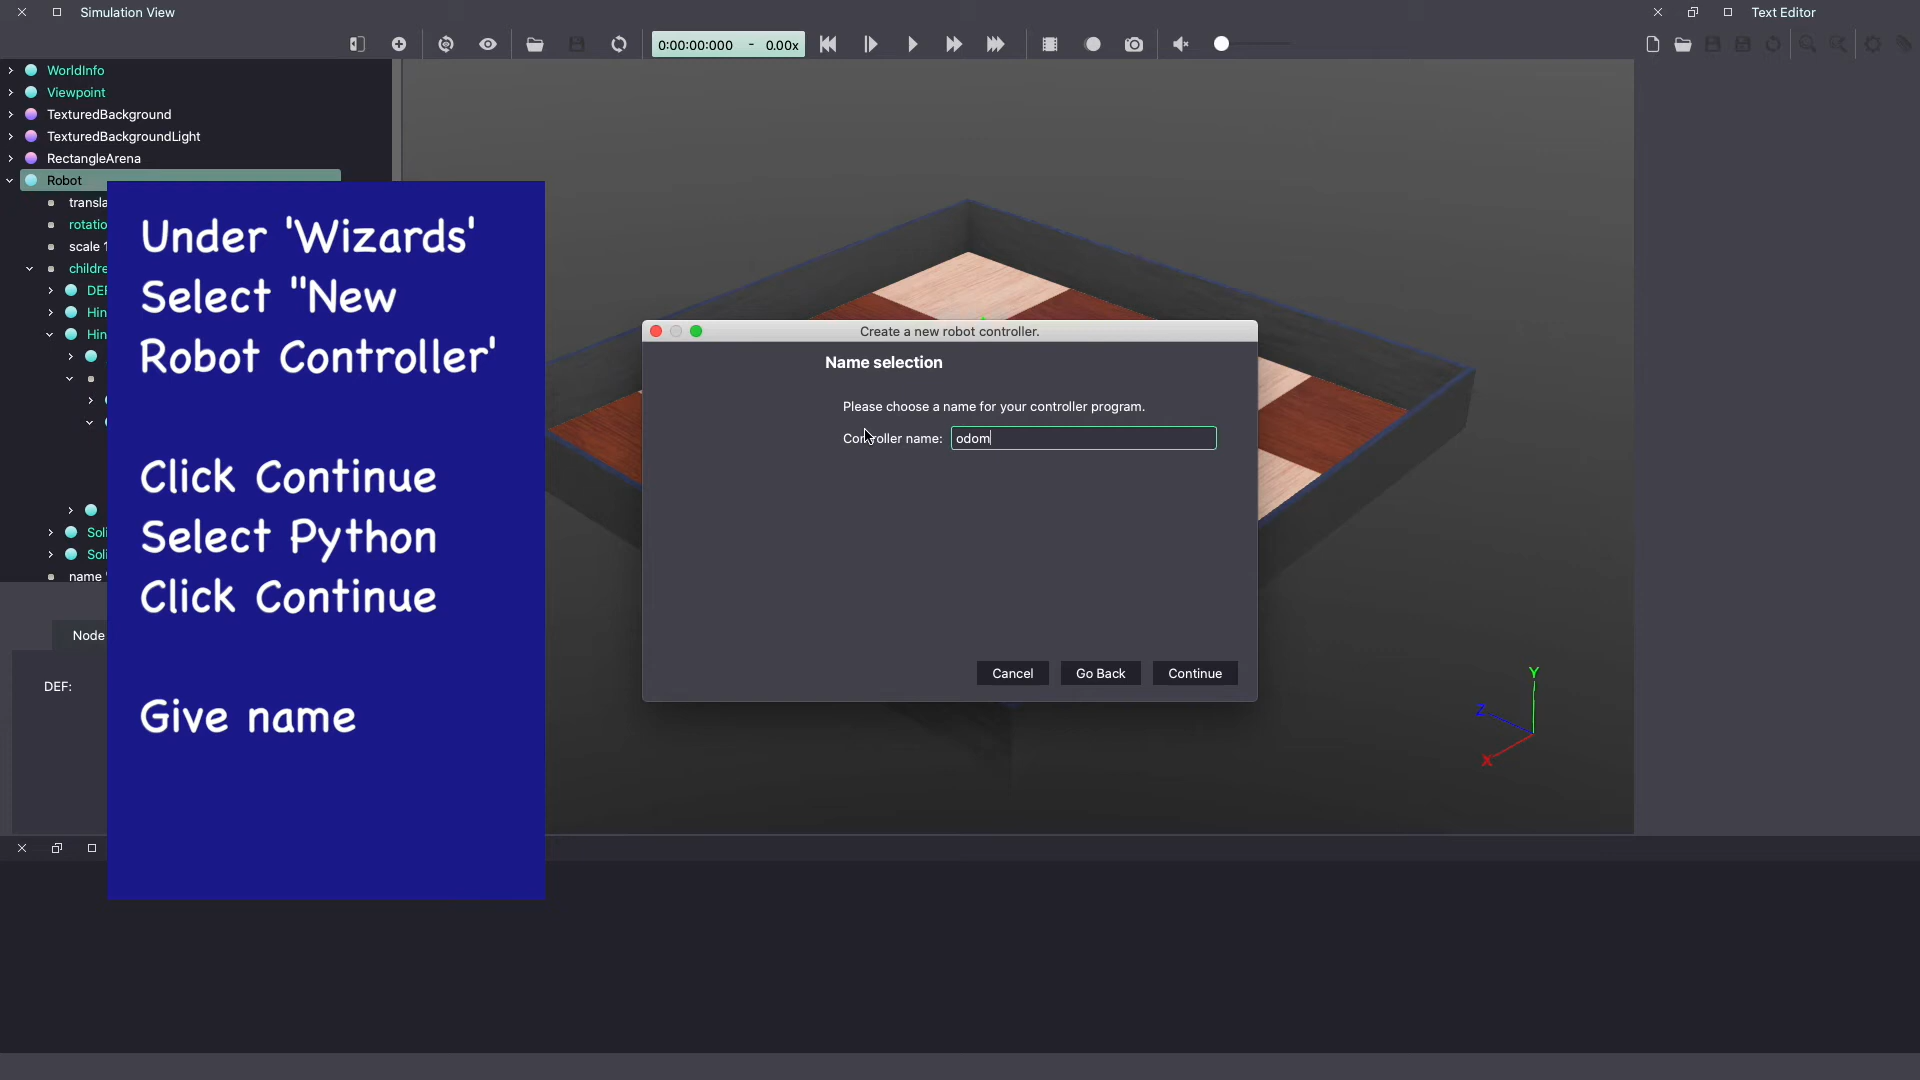 Simulation View
Text Editor
0:00:00:000 - 0.00x
WorldInfo
Viewpoint
TexturedBackground
TexturedBackgroundLight
RectangleArena
Robot
transla
rotatio
scale 1
childre
DEF
Hin
Hin
Soli
Soli
name '
Node
DEF:
Under 'Wizards'
Select "New
Robot Controller'
Click Continue
Select Python
Click Continue
Give name
Create a new robot controller.
Name selection
Please choose a name for your controller program.
Controller name: odom
Cancel Go Back Continue
Y
Z
X